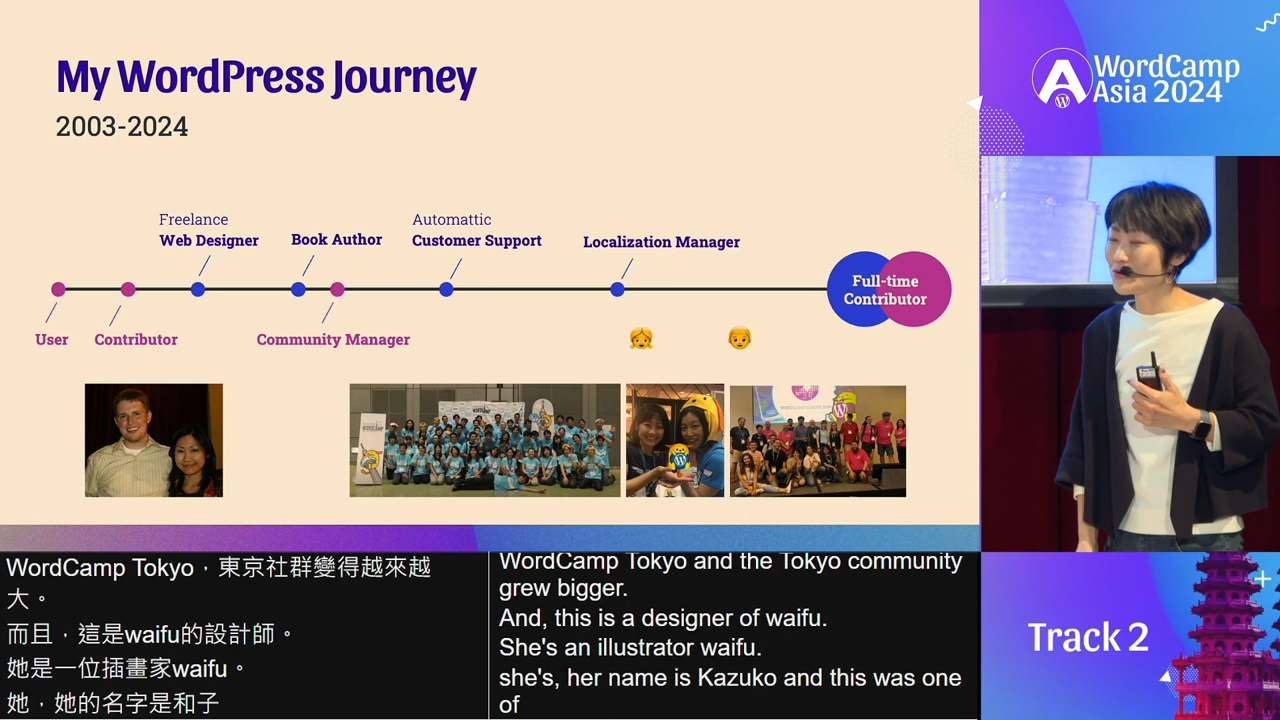 My WordPress Journey
2003-2024
Freelance
Web Designer
Book Author
Automattic
Customer Support
Localization Manager
Full-time
Contributor
User
Contributor
Community Manager
WordCamp
Asia 2024
Track 2
WordCamp Tokyo，東京社群變得越來越
大。
而且，這是waifu的設計師。
她是一位插畫家waifu。
她，她的名字是和子
WordCamp Tokyo and the Tokyo community
grew bigger.
And, this is a designer of waifu.
She's an illustrator waifu.
she's, her name is Kazuko and this was one
of